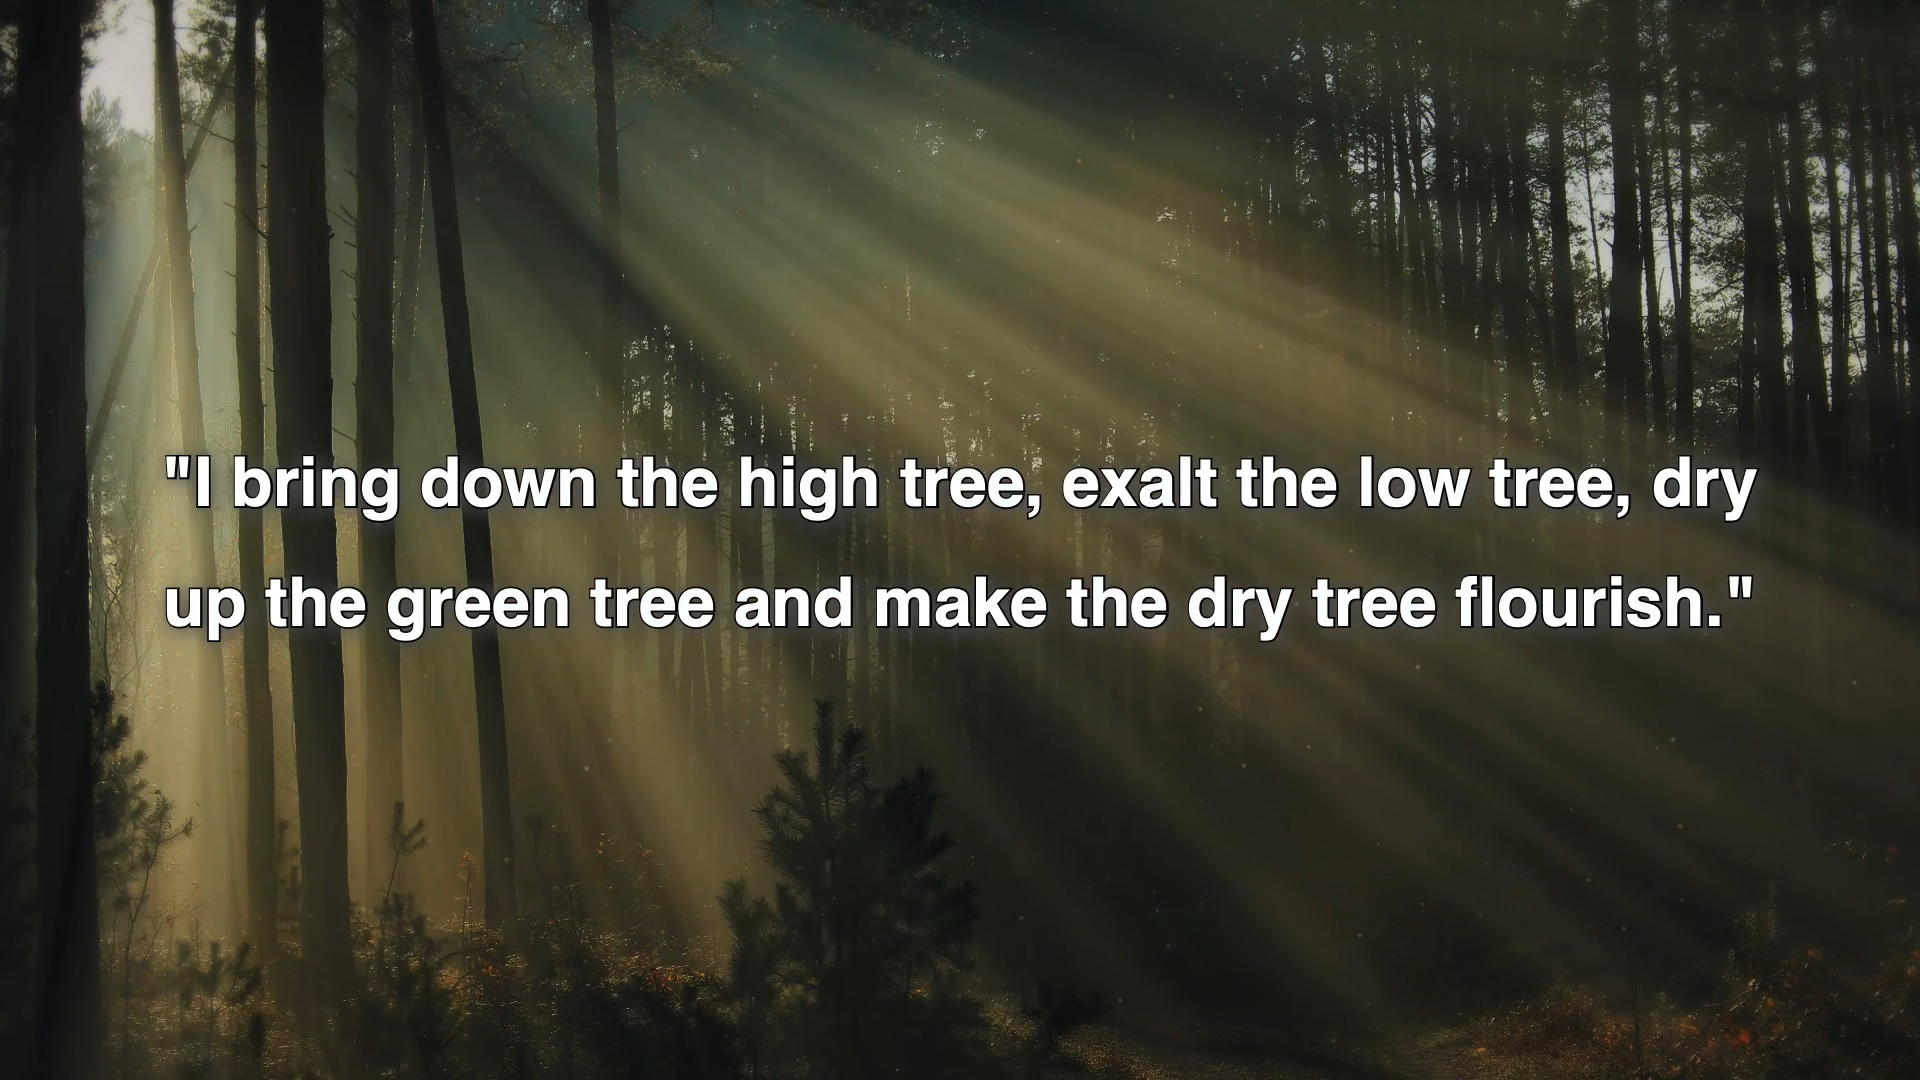 "I bring down the high tree, exalt the low tree, dry
up the green tree and make the dry tree flourish."